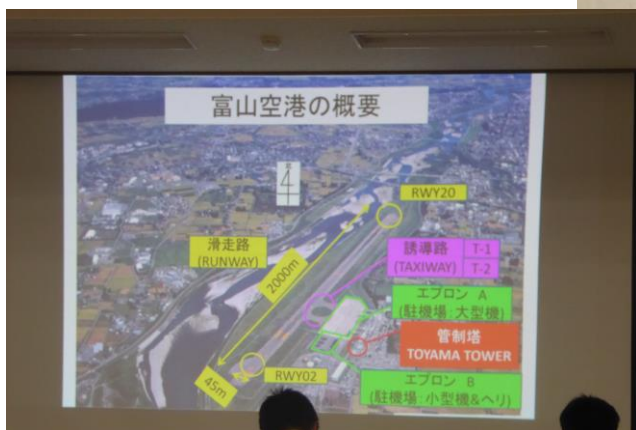 富山空港の概要
北
RWY20
滑走路
(RUNWAY)
2000m
誘導路
(TAXIWAY)
T-1
T-2
エプロン A
(駐機場:大型機)
管制塔
TOYAMA TOWER
45m
RWY02
エプロン B
(駐機場:小型機&ヘリ)